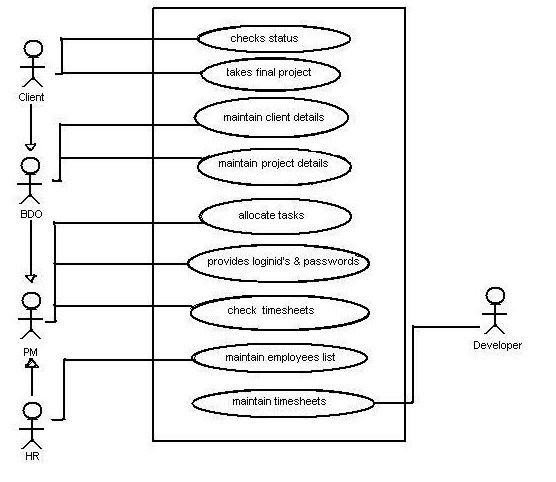 checks status
takes final project
Client
maintain client details
maintain project details
BDO
allocate tasks
provides loginid's & passwords
check timesheets
PM
Developer
maintain employees list
maintain timesheets
HR